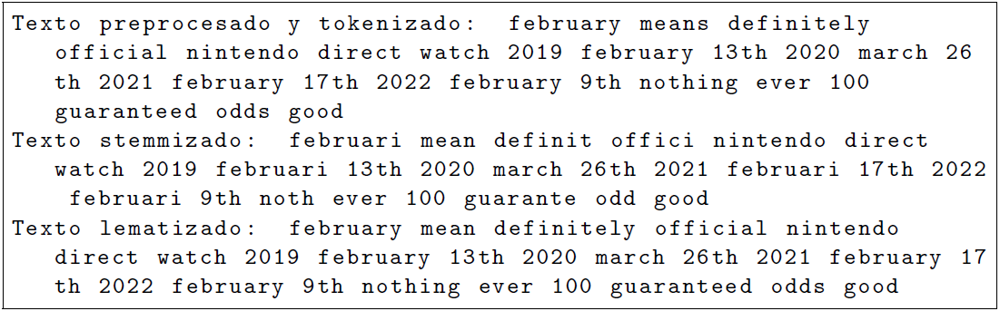 Texto preprocesado y tokenizado:  february means definitely
official nintendo direct watch 2019 february 13th 2020 march 26
th 2021 february 17th 2022 february 9th nothing ever 100
guaranteed odds good
Texto stemmizado:  februari mean definit offici nintendo direct
watch 2019 februari 13th 2020 march 26th 2021 februari 17th 2022
februari 9th noth ever 100 guarante odd good
Texto lematizado:  february mean definitely official nintendo
direct watch 2019 february 13th 2020 march 26th 2021 february 17
th 2022 february 9th nothing ever 100 guaranteed odds good